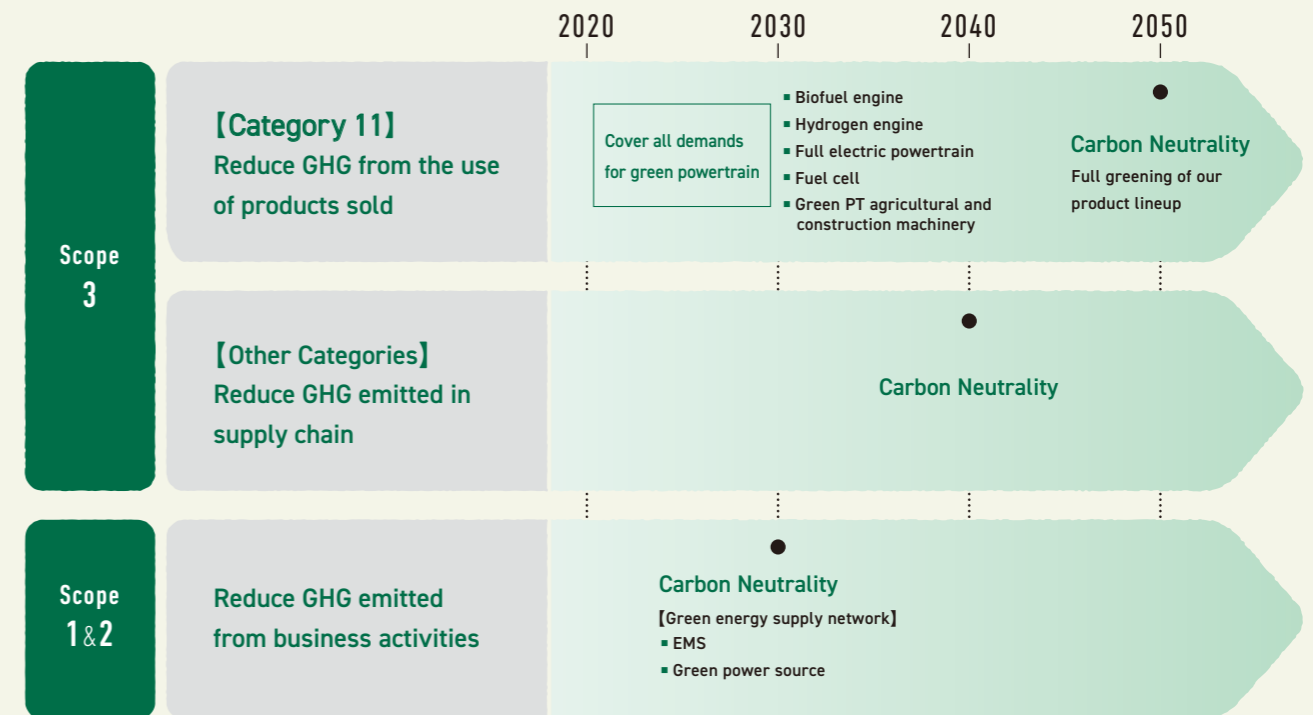 2020 2030 2040 2050
Scope
3
【Category 11】
Reduce GHG from the use
of products sold
Cover all demands
for green powertrain
▪ Biofuel engine
▪ Hydrogen engine
▪ Full electric powertrain
▪ Fuel cell
▪ Green PT agricultural and
construction machinery
Carbon Neutrality
Full greening of our
product lineup
【Other Categories】
Reduce GHG emitted in
supply chain
Carbon Neutrality
Scope
1&2
Reduce GHG emitted
from business activities
Carbon Neutrality
【Green energy supply network】
▪ EMS
▪ Green power source